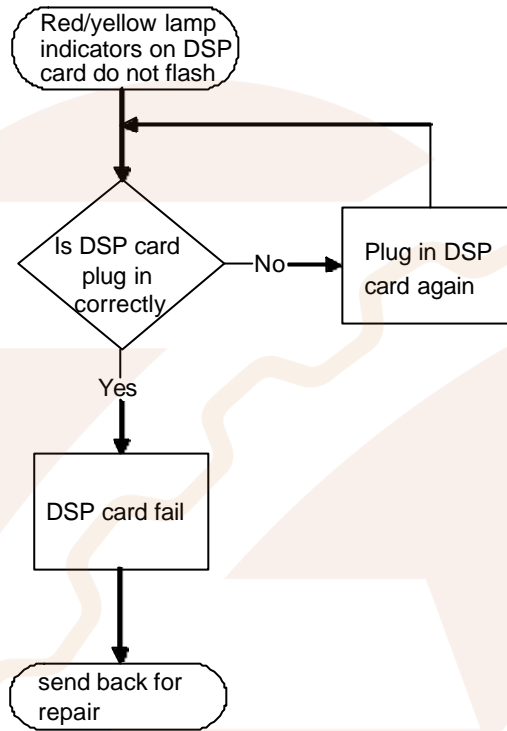 Red/yellow lamp
indicators on DSP
card do not flash
Is DSP card
plug in
correctly
No
Plug in DSP
card again
Yes
DSP card fail
send back for
repair